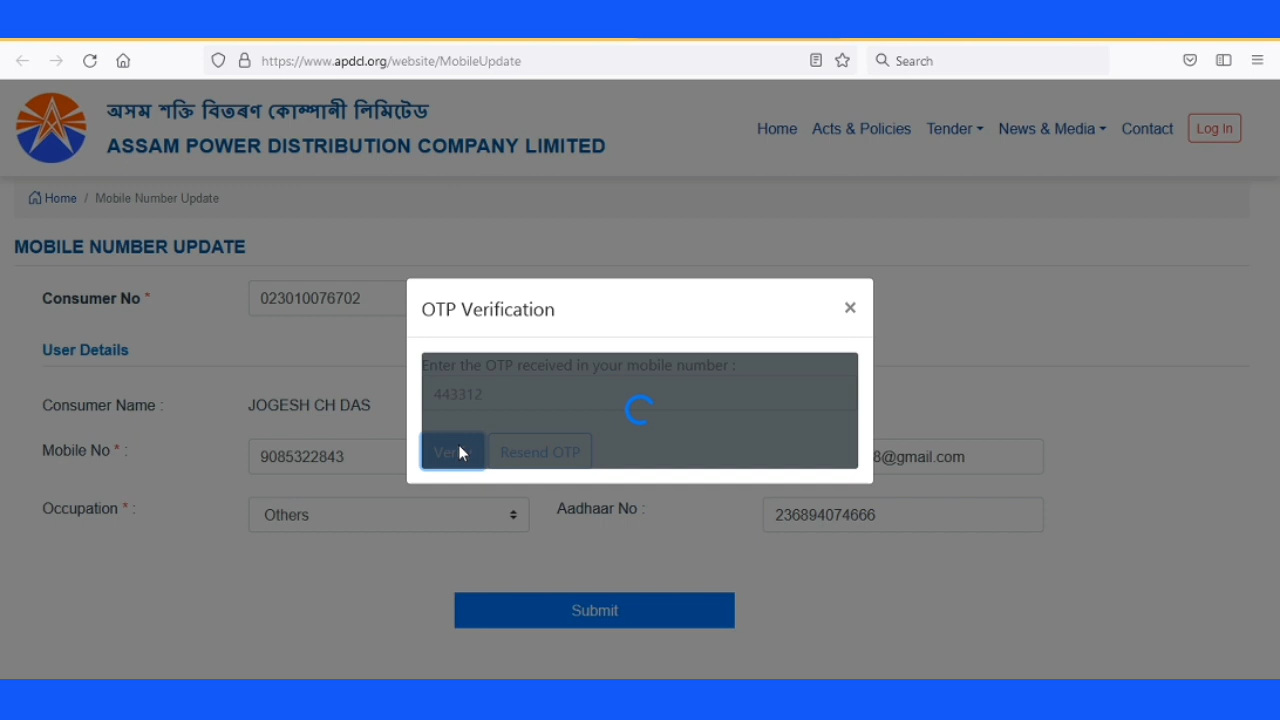 https://www.apdcl.org/website/MobileUpdate
Search
অসম শক্তি বিতৰণ কোম্পানী লিমিটেড
ASSAM POWER DISTRIBUTION COMPANY LIMITED
Home Acts & Policies Tender News & Media Contact Log In
Home / Mobile Number Update
MOBILE NUMBER UPDATE
Consumer No * 023010076702
OTP Verification ×
User Details
Enter the OTP received in your mobile number :
443312
Consumer Name : JOGESH CH DAS
Mobile No * : 9085322843 8@gmail.com
Resend OTP
Occupation * : Others Aadhaar No : 236894074666
Submit